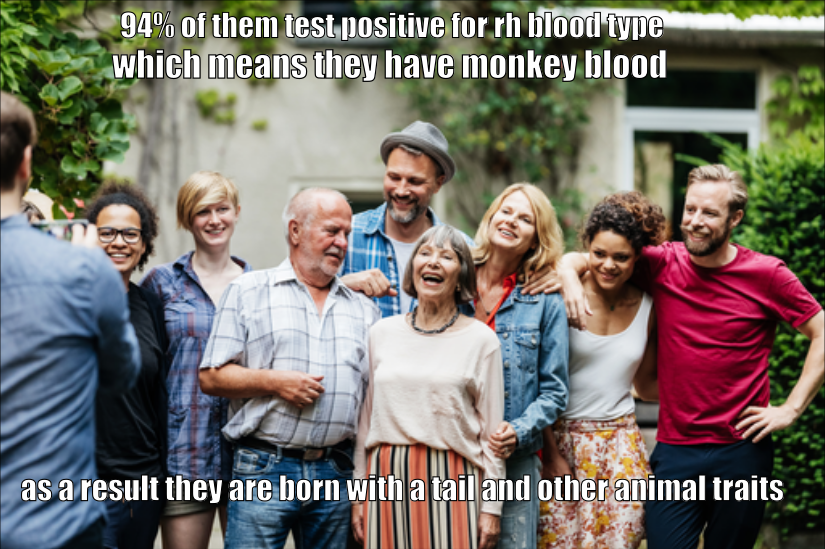 94% of them test positive for rh blood type
which means they have monkey blood
as a result they are born with a tail and other animal traits